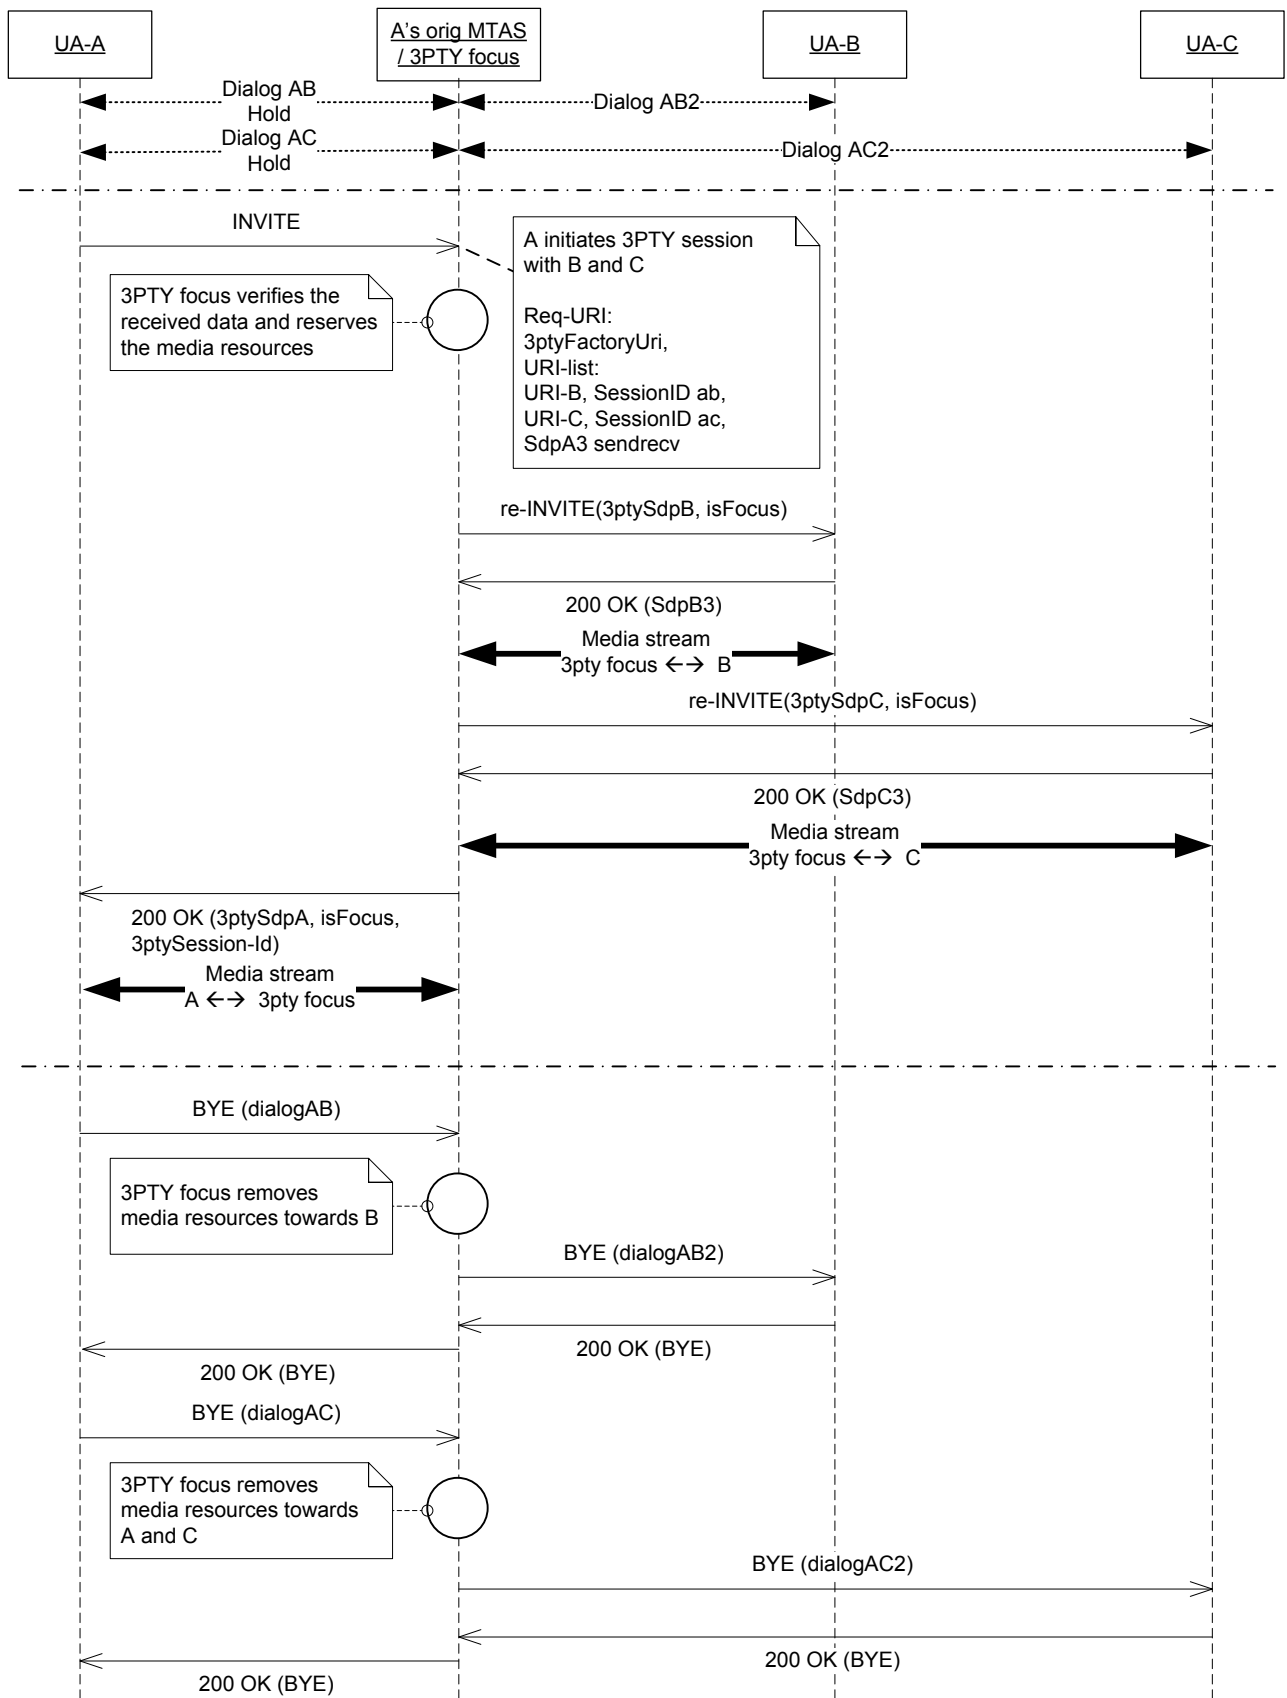 UA-A
A's orig MTAS
/ 3PTY focus
UA-B
UA-C
Dialog AB
Hold
Dialog AB2
Dialog AC
Hold
Dialog AC2
INVITE
A initiates 3PTY session
with B and C
Req-URI:
3ptyFactoryUri,
URI-list:
URI-B, SessionID ab,
URI-C, SessionID ac,
SdpA3 sendrecv
3PTY focus verifies the
received data and reserves
the media resources
re-INVITE(3ptySdpB, isFocus)
200 OK (SdpB3)
Media stream
3pty focus ←→ B
re-INVITE(3ptySdpC, isFocus)
200 OK (SdpC3)
Media stream
3pty focus ←→ C
200 OK (3ptySdpA, isFocus,
3ptySession-Id)
Media stream
A ←→ 3pty focus
BYE (dialogAB)
3PTY focus removes
media resources towards B
BYE (dialogAB2)
200 OK (BYE)
200 OK (BYE)
BYE (dialogAC)
3PTY focus removes
media resources towards
A and C
BYE (dialogAC2)
200 OK (BYE)
200 OK (BYE)